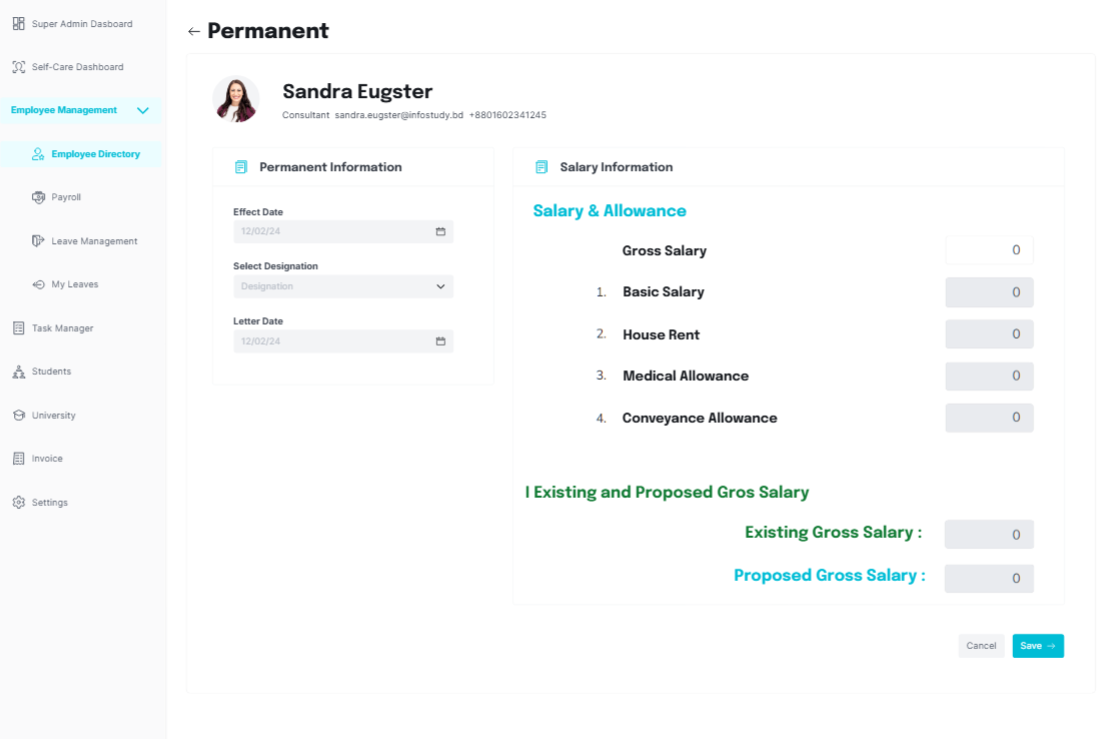 Super Admin Dasboard
Self-Care Dashboard
Employee Management
Employee Directory
Payroll
Leave Management
My Leaves
Task Manager
Students
University
Invoice
Settings
Permanent
Sandra Eugster
Consultant sandra.eugster@infostudy.bd +8801602341245
Permanent Information
Effect Date
12/02/24
Select Designation
Designation
Letter Date
12/02/24
Salary Information
Salary & Allowance
Gross Salary 0
1. Basic Salary 0
2. House Rent 0
3. Medical Allowance 0
4. Conveyance Allowance 0
I Existing and Proposed Gros Salary
Existing Gross Salary : 0
Proposed Gross Salary : 0
Cancel Save →